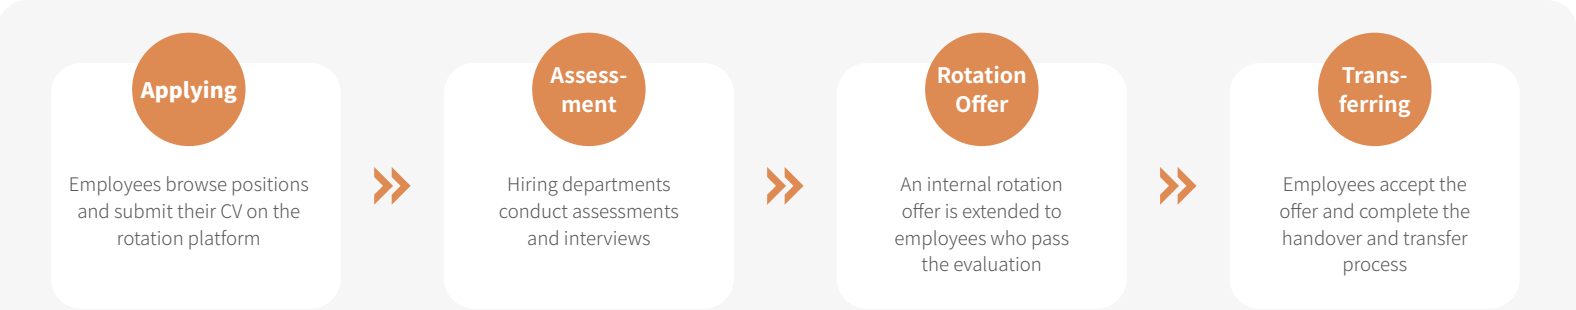 Applying
Employees browse positions
and submit their CV on the
rotation platform
Assess-
ment
Hiring departments
conduct assessments
and interviews
Rotation
Offer
An internal rotation
offer is extended to
employees who pass
the evaluation
Trans-
ferring
Employees accept the
offer and complete the
handover and transfer
process